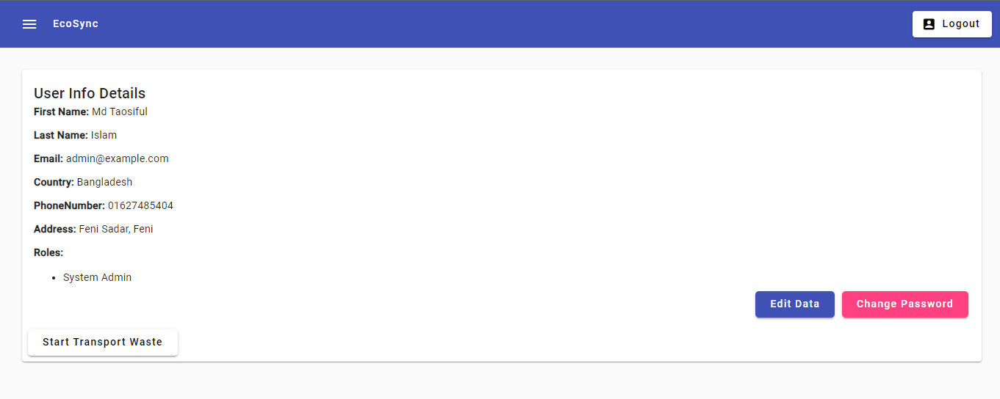 EcoSync
Logout
User Info Details
First Name: Md Taosiful
Last Name: Islam
Email: admin@example.com
Country: Bangladesh
PhoneNumber: 01627485404
Address: Feni Sadar, Feni
Roles:
• System Admin
Edit Data
Change Password
Start Transport Waste